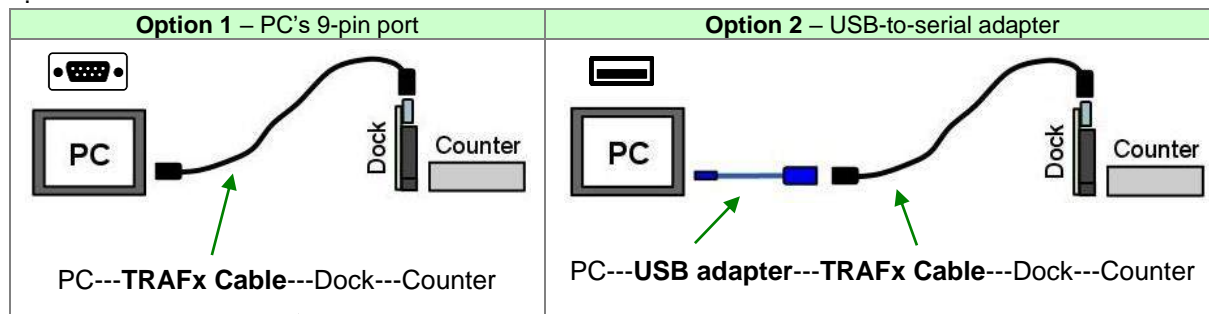 Option 1 – PC's 9-pin port
PC
Dock
Counter
PC---TRAFx Cable---Dock---Counter
Option 2 – USB-to-serial adapter
PC
Dock
Counter
PC---USB adapter---TRAFx Cable---Dock---Counter